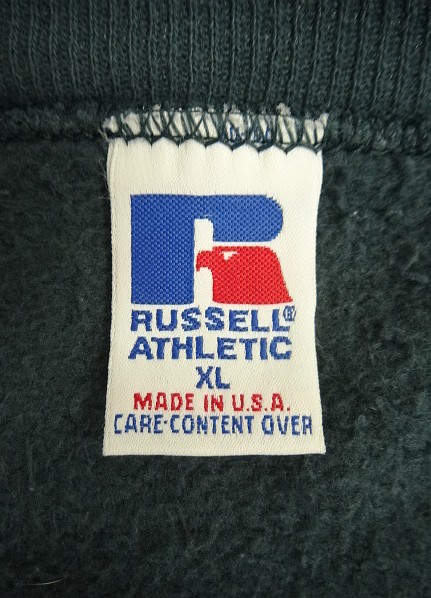 RUSSELL®
ATHLETIC
XL
MADE IN U.S.A.
CARE-CONTENT OVER